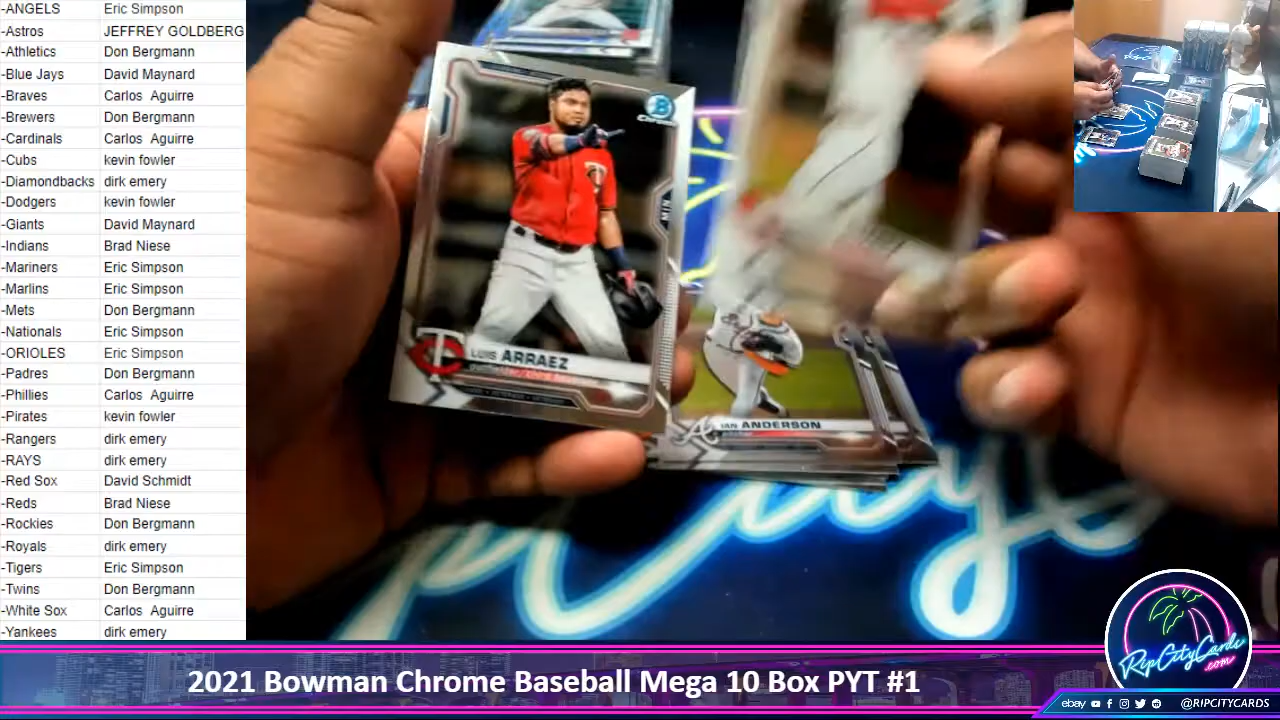 -ANGELS Eric Simpson
-Astros JEFFREY GOLDBERG
-Athletics Don Bergmann
-Blue Jays David Maynard
-Braves Carlos Aguirre
-Brewers Don Bergmann
-Cardinals Carlos Aguirre
-Cubs kevin fowler
-Diamondbacks dirk emery
-Dodgers kevin fowler
-Giants David Maynard
-Indians Brad Niese
-Mariners Eric Simpson
-Marlins Eric Simpson
-Mets Don Bergmann
-Nationals Eric Simpson
-ORIOLES Eric Simpson
-Padres Don Bergmann
-Phillies Carlos Aguirre
-Pirates kevin fowler
-Rangers dirk emery
-RAYS dirk emery
-Red Sox David Schmidt
-Reds Brad Niese
-Rockies Don Bergmann
-Royals dirk emery
-Tigers Eric Simpson
-Twins Don Bergmann
-White Sox Carlos Aguirre
-Yankees dirk emery
B
CHROME
MIN
LUIS ARRAEZ
IAN ANDERSON
pitcher
RipCityCards
.com
2021 Bowman Chrome Baseball Mega 10 Box PYT #1
ebay @RIPCITYCARDS